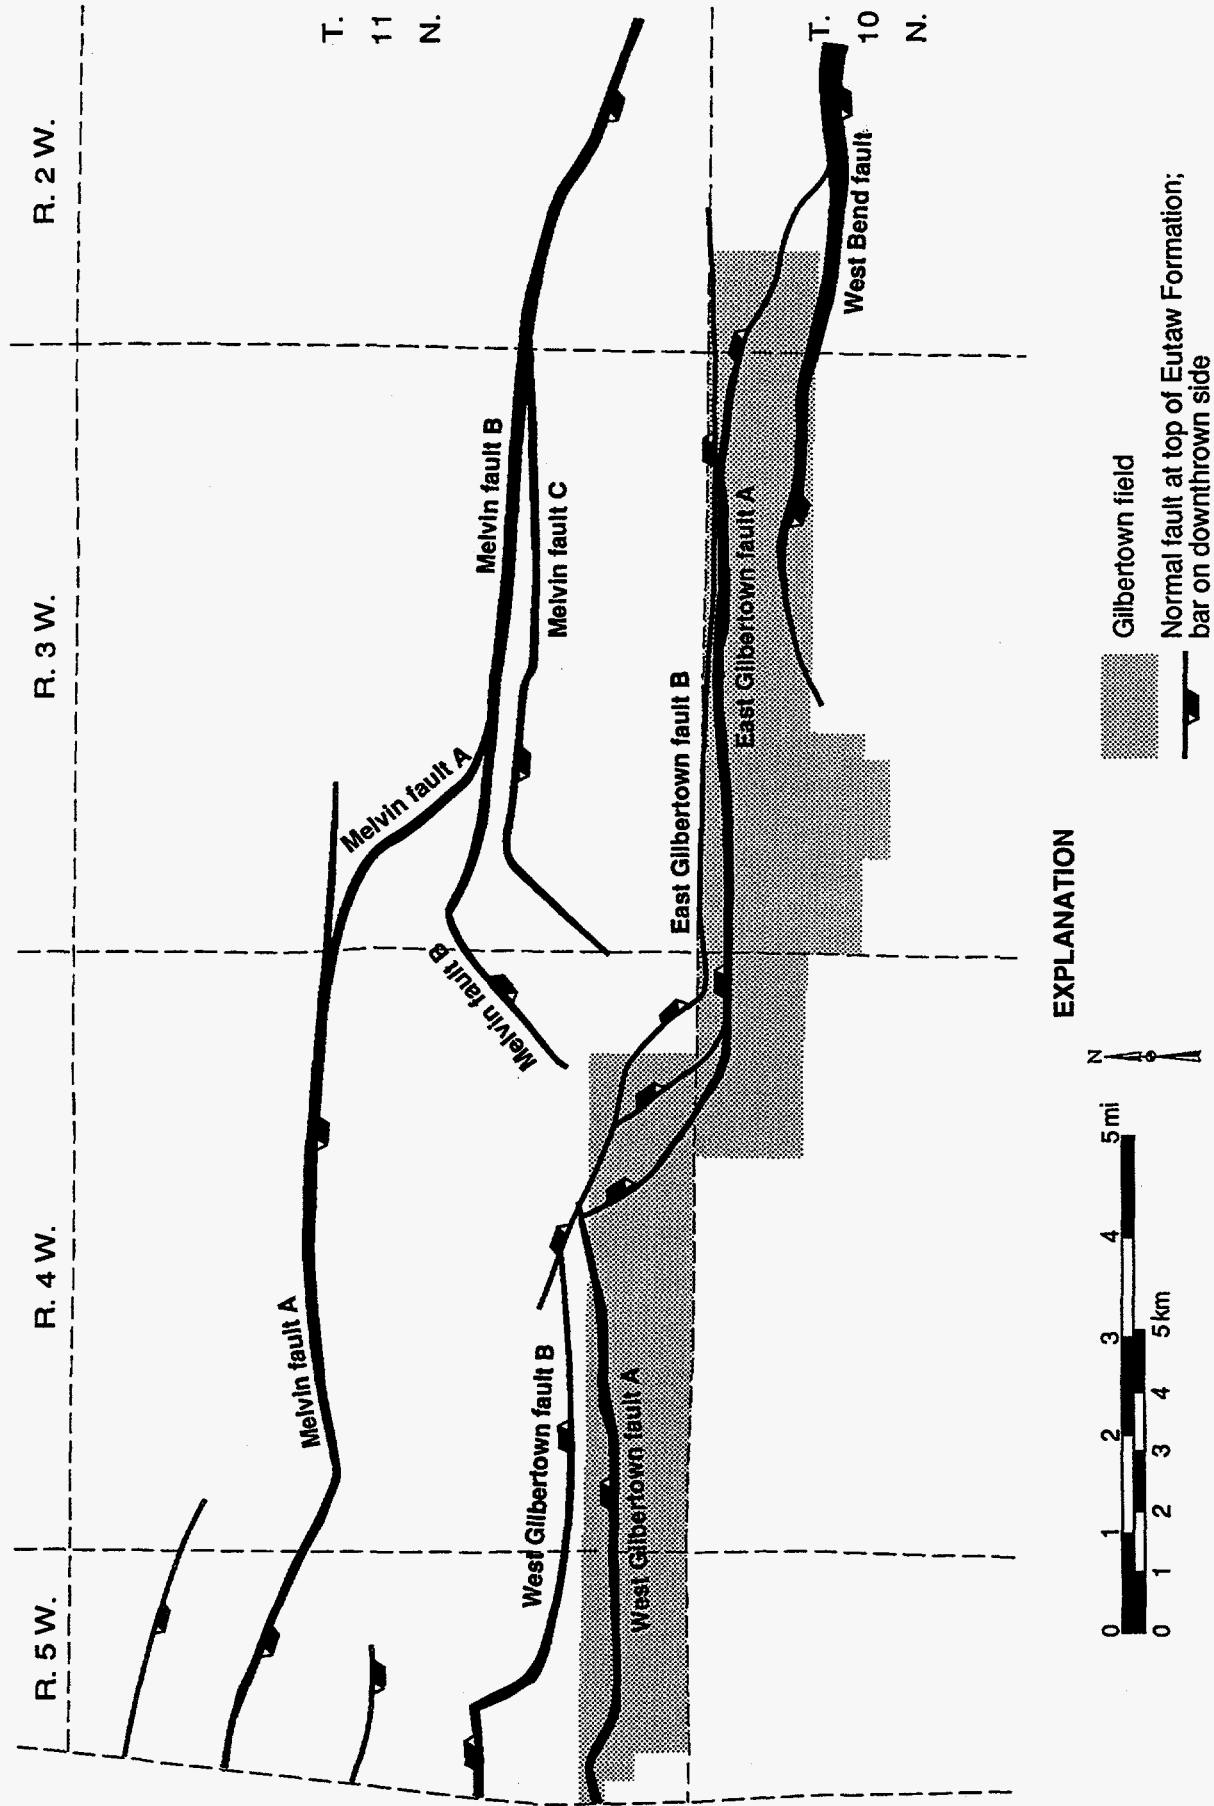 R. 5 W.
R. 4 W.
R. 3 W.
R. 2 W.
T.
11
N.
T.
10
N.
Melvin fault A
Melvin fault A
Melvin fault B
Melvin fault B
Melvin fault C
West Gilbertown fault B
West Gilbertown fault A
East Gilbertown fault B
East Gilbertown fault A
West Bend fault
EXPLANATION
N
0 1 2 3 4 5 mi
0 1 2 3 4 5 km
Gilbertown field
Normal fault at top of Eutaw Formation;
bar on downthrown side